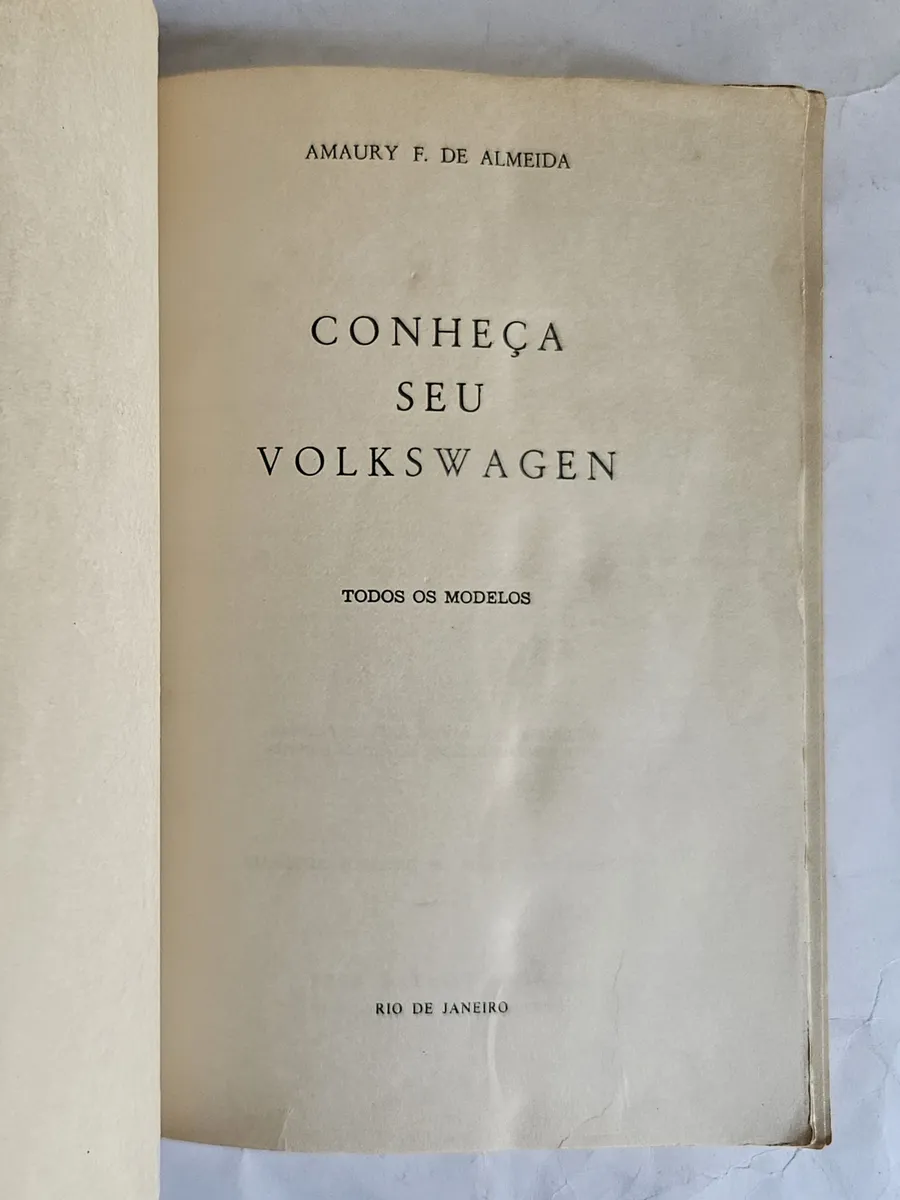 AMAURY F. DE ALMEIDA
CONHEÇA
SEU
VOLKSWAGEN
TODOS OS MODELOS
RIO DE JANEIRO